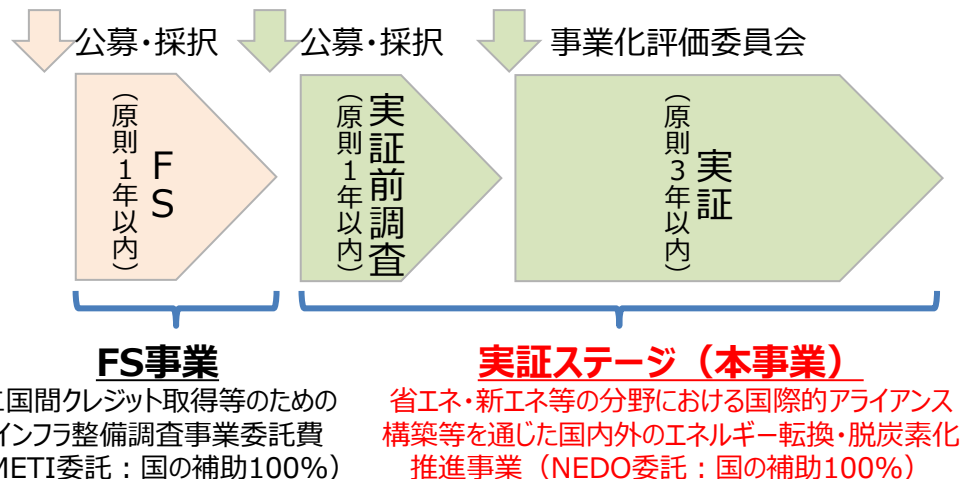 公募・採択
公募・採択
事業化評価委員会
FS
（原則1年以内）
実証前調査
（原則1年以内）
実証
（原則3年以内）
FS事業
国間クレジット取得等のための
インフラ整備調査事業委託費
METI委託：国の補助100%）
実証ステージ（本事業）
省エネ・新エネ等の分野における国際的アライアンス
構築等を通じた国内外のエネルギー転換・脱炭素化
推進事業（NEDO委託：国の補助100%）